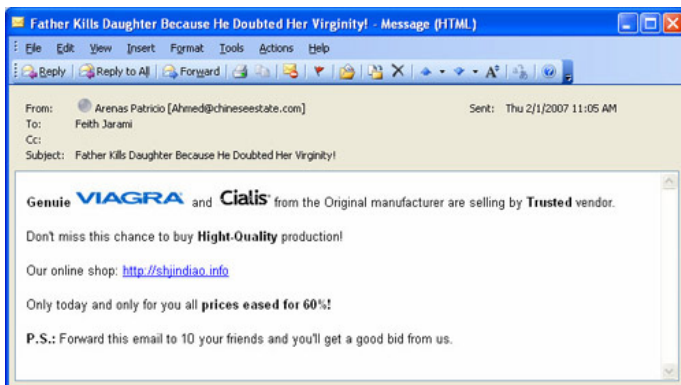 Father Kills Daughter Because He Doubted Her Virginity! - Message (HTML)
File Edit View Insert Format Tools Actions Help
Reply Reply to All Forward
From: Arenas Patricio [Ahmed@chineseestate.com] Sent: Thu 2/1/2007 11:05 AM
To: Feith Jarami
Cc:
Subject: Father Kills Daughter Because He Doubted Her Virginity!
Genuie VIAGRA® and Cialis® from the Original manufacturer are selling by Trusted vendor.
Don't miss this chance to buy Hight-Quality production!
Our online shop: http://shjindiao.info
Only today and only for you all prices eased for 60%!
P.S.: Forward this email to 10 your friends and you'll get a good bid from us.